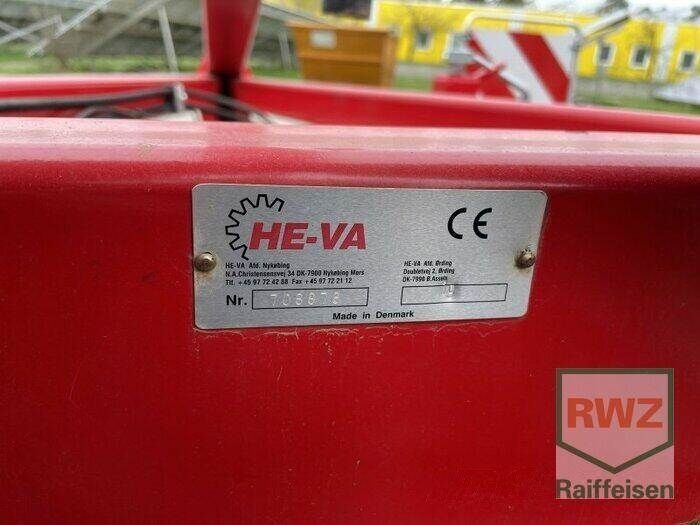 HE-VA
CE
HE-VA Afd. Nykøbing
N.A.Christensensvej 34 DK-7900 Nykøbing Mors
Tlf. +45 97 72 42 88 Fax +45 97 72 21 12
HE-VA Afd. Ørding
Doubletvej 2, Ørding
DK-7990 Ø.Assels
Nr.
Made in Denmark
RWZ
Raiffeisen